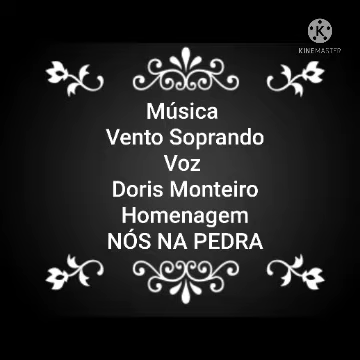 KINEMASTER
Música
Vento Soprando
Voz
Doris Monteiro
Homenagem
NÓS NA PEDRA